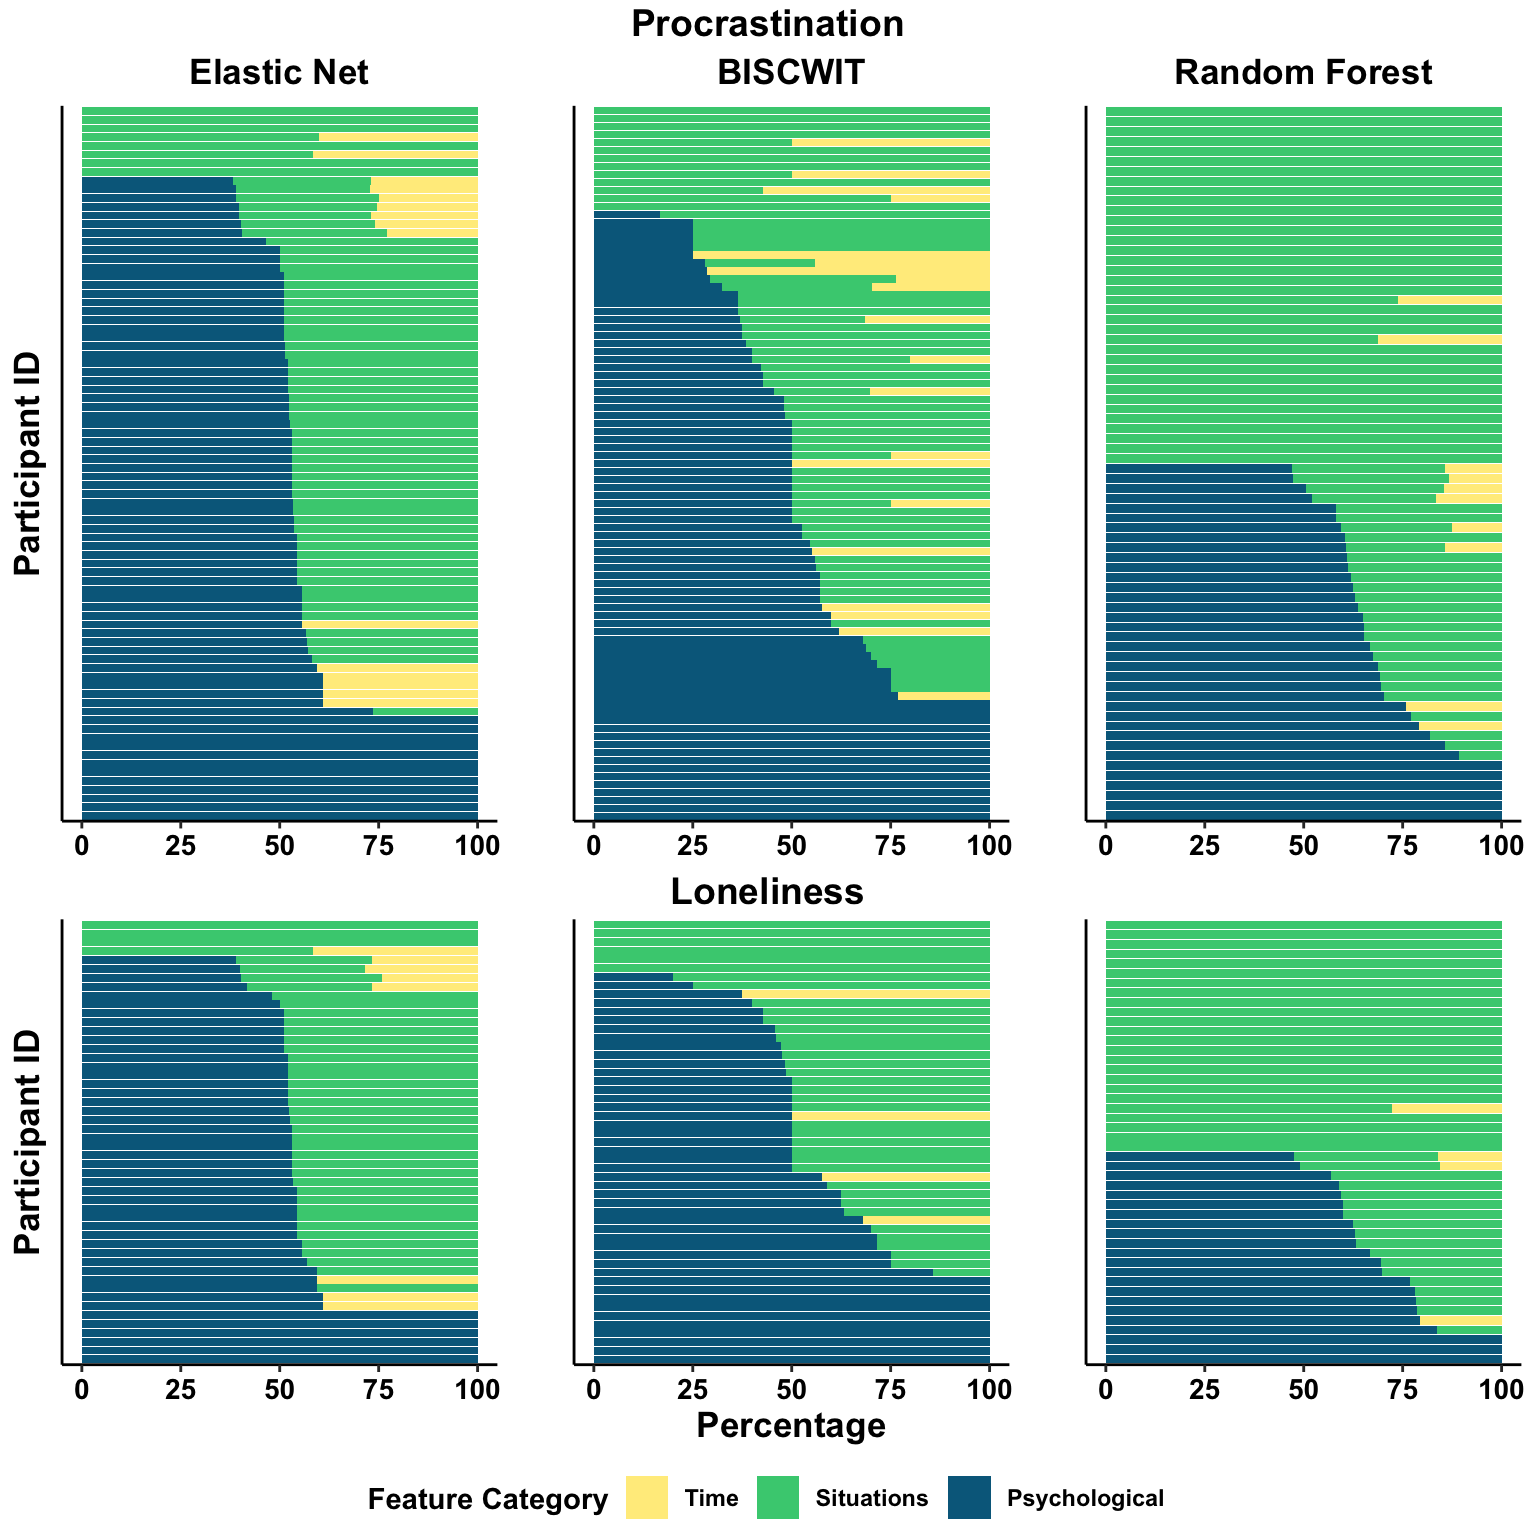 Procrastination
Elastic Net
BISCWIT
Random Forest
Participant ID
0 25 50 75 100
0 25 50 75 100
0 25 50 75 100
Loneliness
Participant ID
0 25 50 75 100
0 25 50 75 100
0 25 50 75 100
Percentage
Feature Category Time Situations Psychological